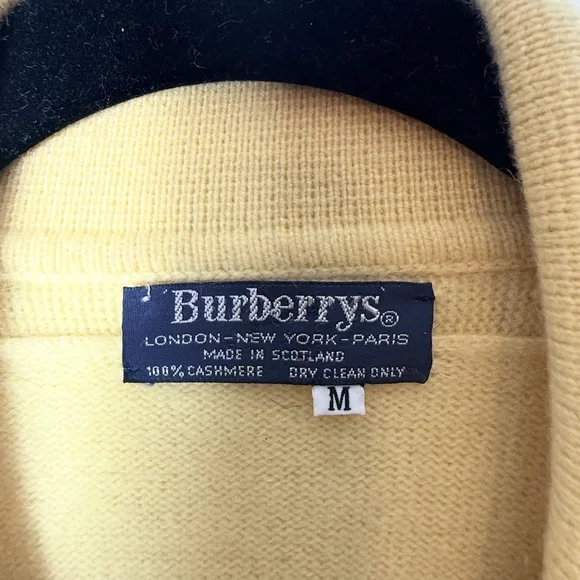 Burberrys®
LONDON-NEW YORK-PARIS
MADE IN SCOTLAND
100% CASHMERE DRY CLEAN ONLY
M